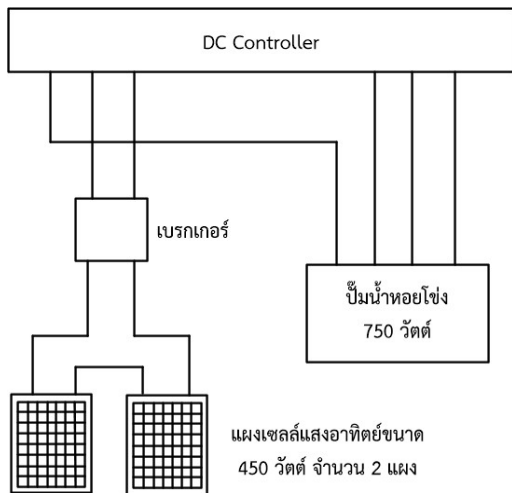 DC Controller
เบรกเกอร์
ปั๊มน้ำหอยโข่ง
750 วัตต์
แผงเซลล์แสงอาทิตย์ขนาด
450 วัตต์ จำนวน 2 แผง